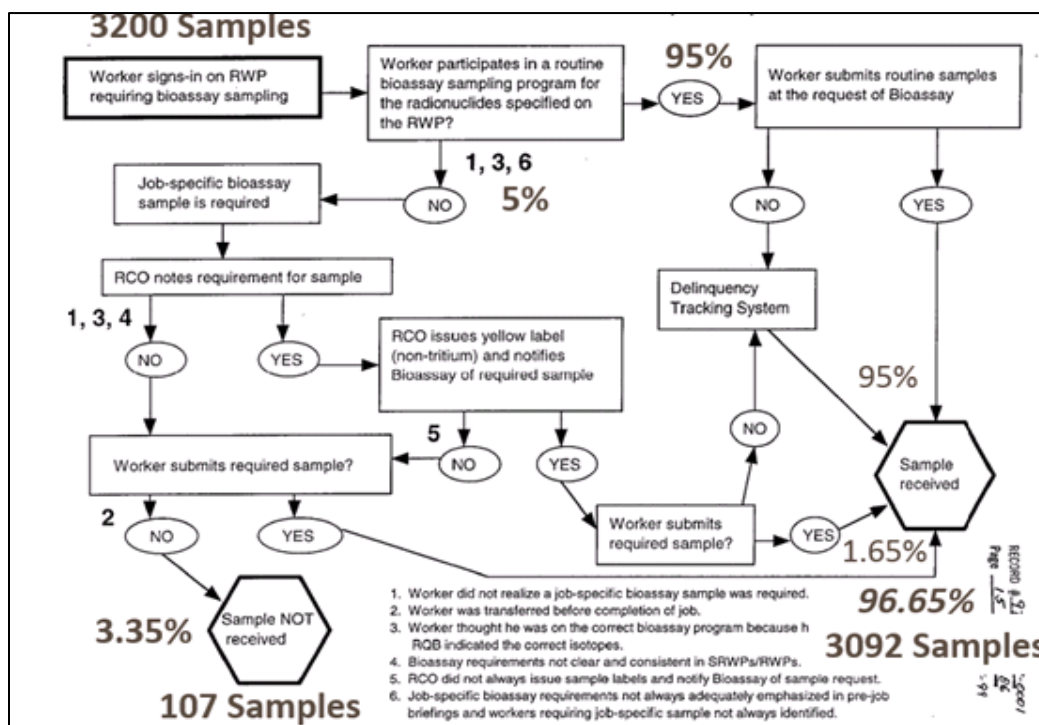 3200 Samples
Worker signs-in on RWP
requiring bioassay sampling
Worker participates in a routine
bioassay sampling program for
the radionuclides specified on
the RWP?
95%
YES
Worker submits routine samples
at the request of Bioassay
1, 3, 6
NO
5%
Job-specific bioassay
sample is required
NO
YES
RCO notes requirement for sample
Delinquency
Tracking System
1, 3, 4
NO
YES
RCO issues yellow label
(non-tritium) and notifies
Bioassay of required sample
95%
NO
5
NO
YES
Worker submits required sample?
Sample
received
2
NO
YES
Worker submits
required sample?
YES
1.65%
Sample NOT
received
3.35%
107 Samples
1. Worker did not realize a job-specific bioassay sample was required.
2. Worker was transferred before completion of job.
3. Worker thought he was on the correct bioassay program because h
RQB indicated the correct isotopes.
4. Bioassay requirements not clear and consistent in SRWPs/RWPs.
5. RCO did not always issue sample labels and notify Bioassay of sample request.
6. Job-specific bioassay requirements not always adequately emphasized in pre-job
briefings and workers requiring job-specific sample not always identified.
96.65%
3092 Samples
RECORD #
Page 15